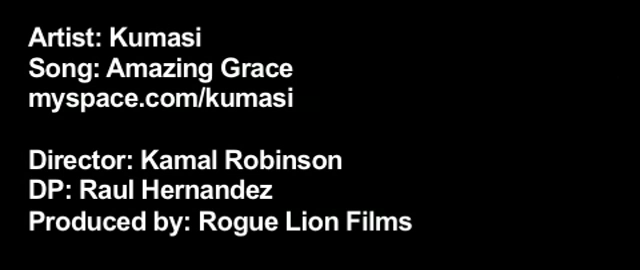 Artist: Kumasi
Song: Amazing Grace
myspace.com/kumasi
Director: Kamal Robinson
DP: Raul Hernandez
Produced by: Rogue Lion Films